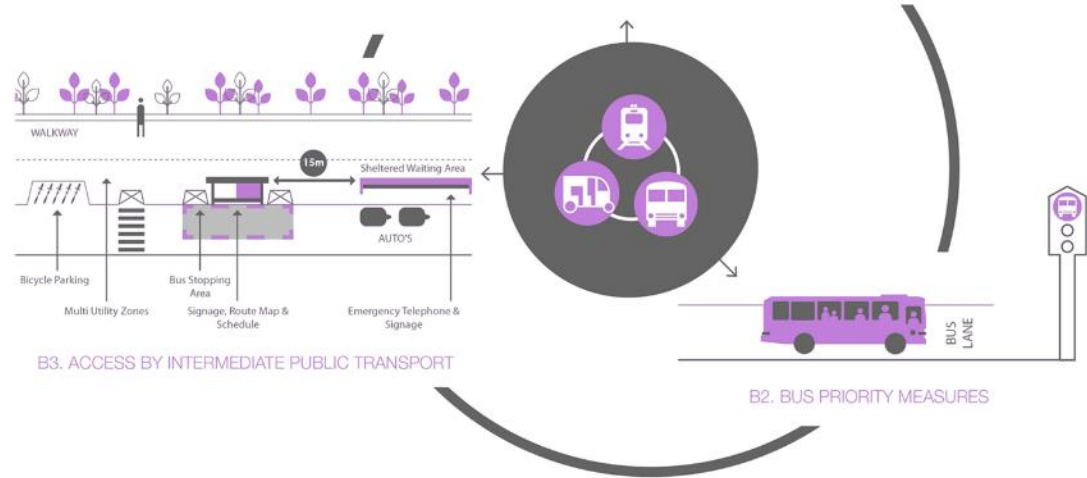 WALKWAY
15m
Sheltered Waiting Area
AUTO'S
Bicycle Parking
Bus Stopping
Area
Multi Utility Zones
Signage, Route Map &
Schedule
Emergency Telephone &
Signage
B3. ACCESS BY INTERMEDIATE PUBLIC TRANSPORT
BUS
LANE
B2. BUS PRIORITY MEASURES